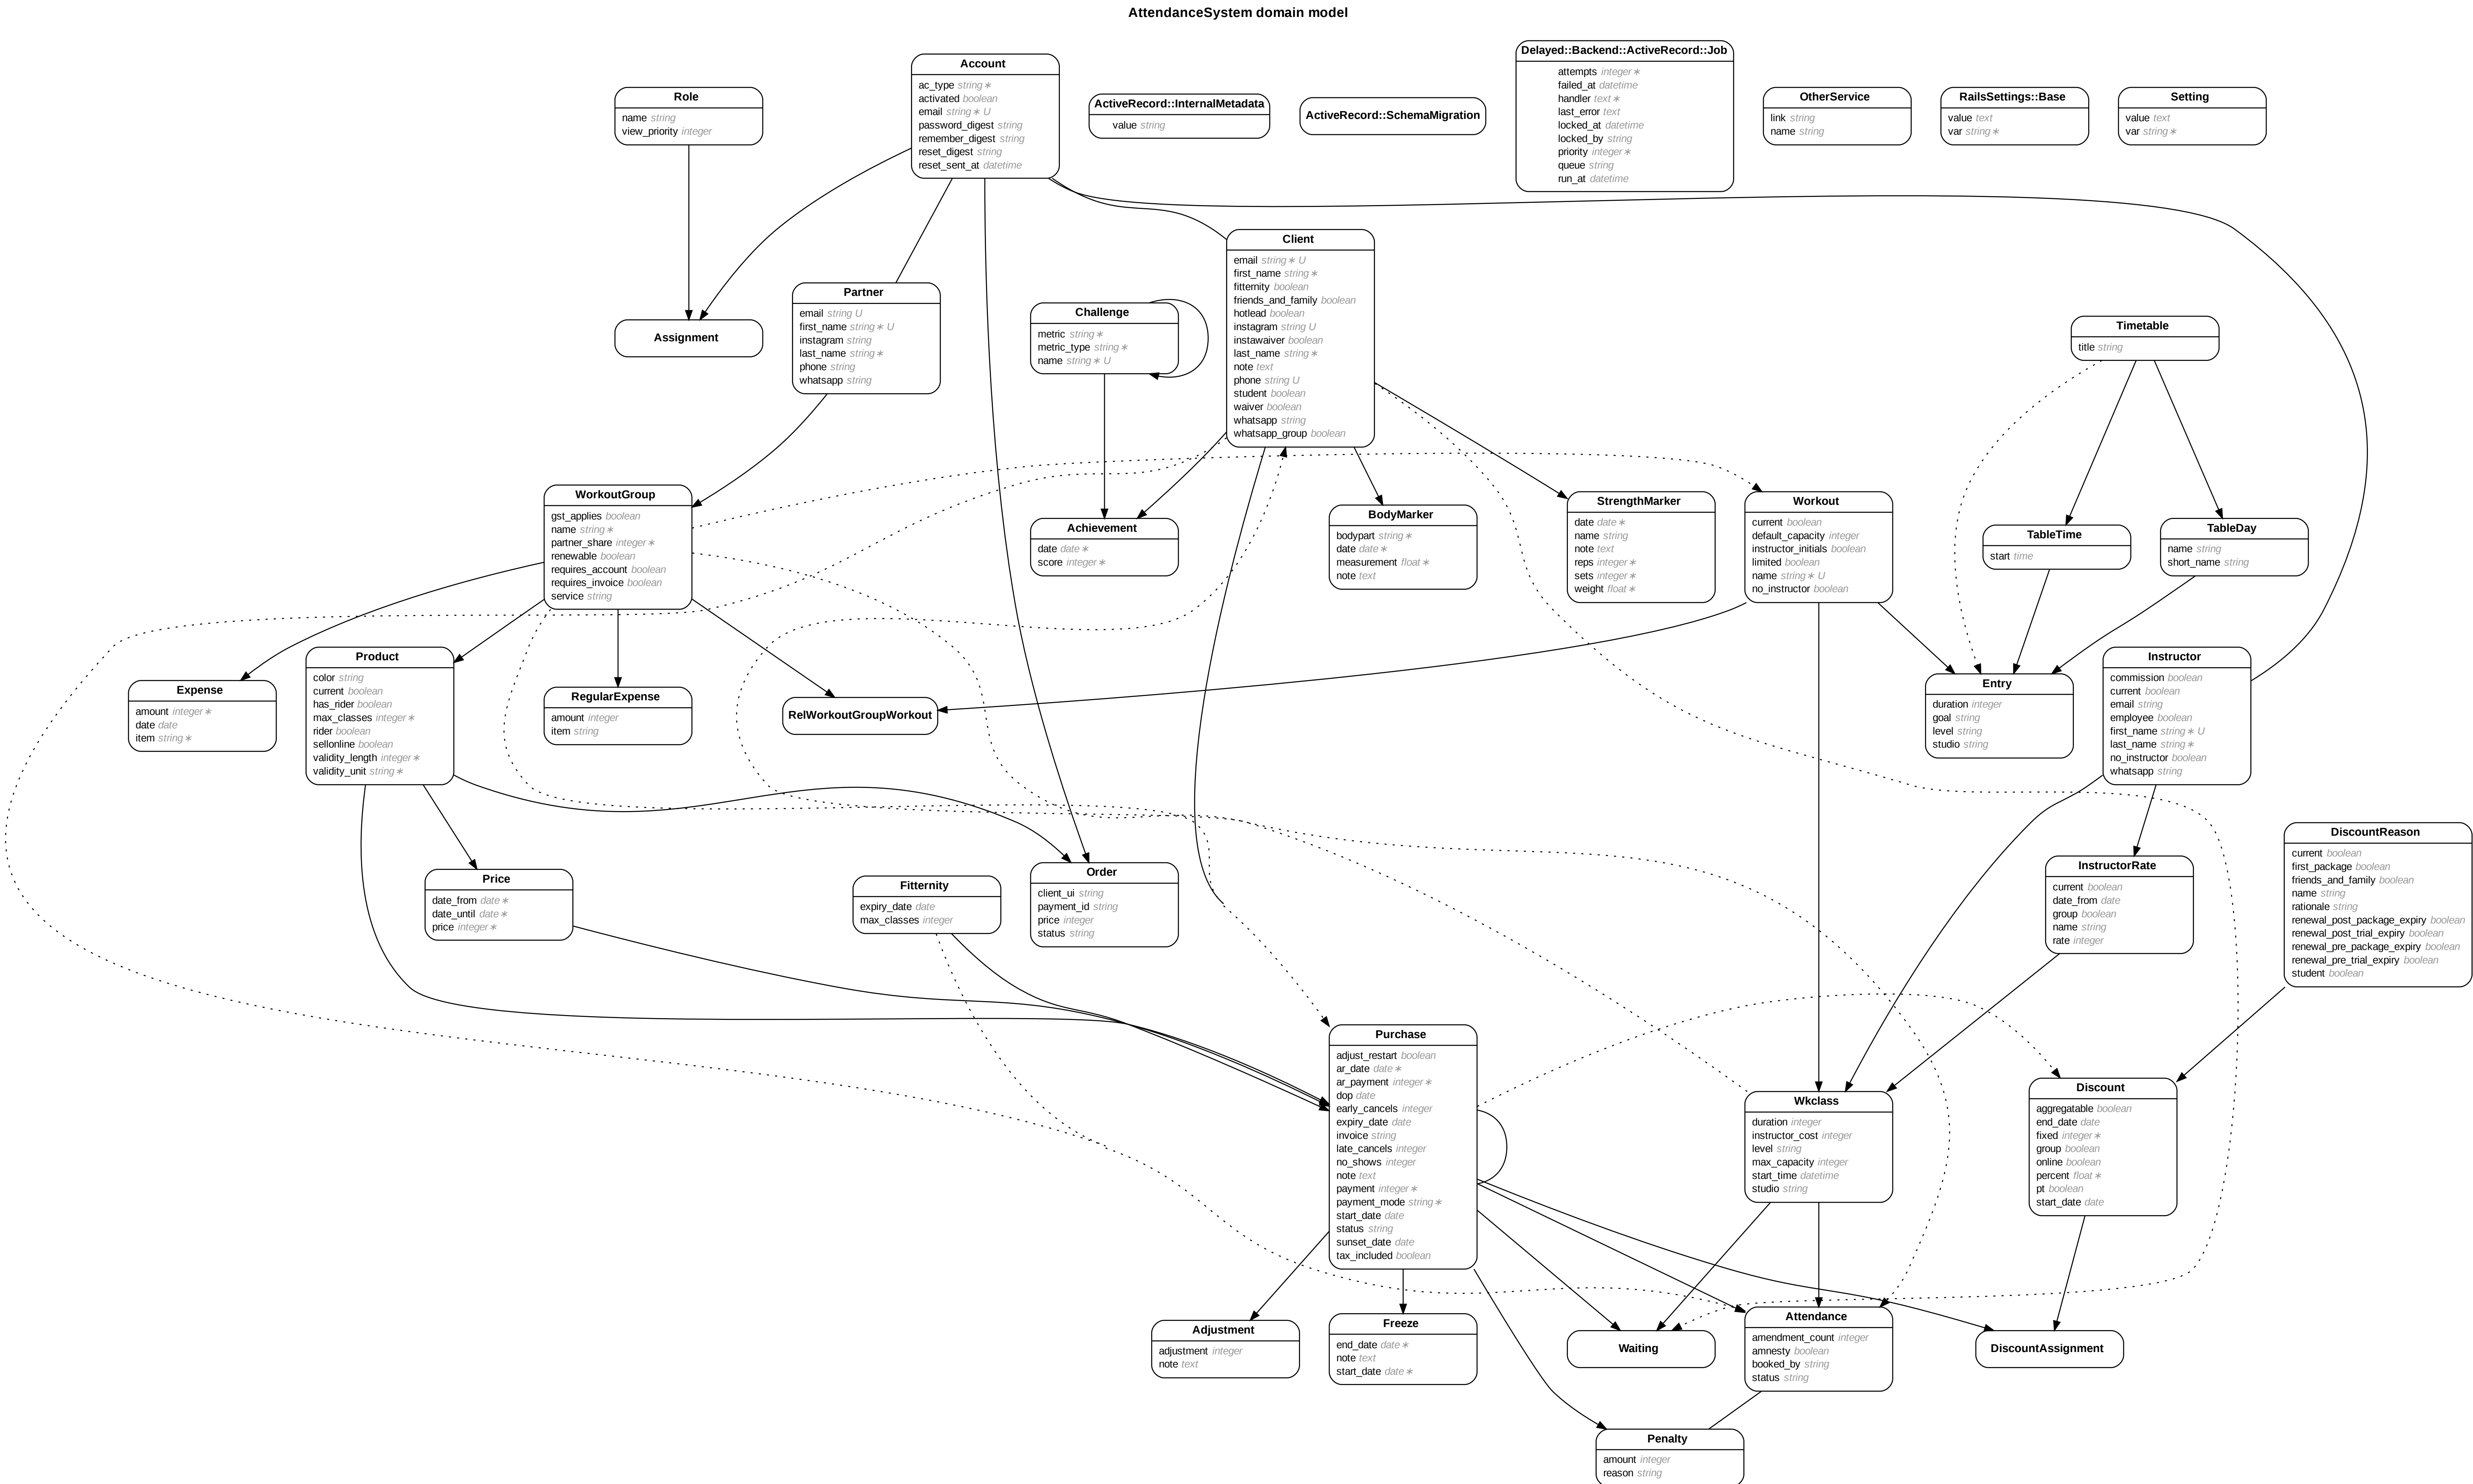 AttendanceSystem domain model
Role
name string
view_priority integer
Account
ac_type string∗
activated boolean
email string∗ U
password_digest string
remember_digest string
reset_digest string
reset_sent_at datetime
ActiveRecord::InternalMetadata
value string
ActiveRecord::SchemaMigration
Delayed::Backend::ActiveRecord::Job
attempts integer∗
failed_at datetime
handler text∗
last_error text
locked_at datetime
locked_by string
priority integer∗
queue string
run_at datetime
OtherService
link string
name string
RailsSettings::Base
value text
var string∗
Setting
value text
var string∗
Assignment
Partner
email string U
first_name string∗ U
instagram string
last_name string∗
phone string
whatsapp string
Challenge
metric string∗
metric_type string∗
name string∗ U
Client
email string∗ U
first_name string∗
fitternity boolean
friends_and_family boolean
hotlead boolean
instagram string U
instawaiver boolean
last_name string∗
note text
phone string U
student boolean
waiver boolean
whatsapp string
whatsapp_group boolean
Timetable
title string
WorkoutGroup
gst_applies boolean
name string∗
partner_share integer∗
renewable boolean
requires_account boolean
requires_invoice boolean
service string
Achievement
date date∗
score integer∗
BodyMarker
bodypart string∗
date date∗
measurement float∗
note text
StrengthMarker
date date∗
name string
note text
reps integer∗
sets integer∗
weight float∗
Workout
current boolean
default_capacity integer
instructor_initials boolean
limited boolean
name string∗ U
no_instructor boolean
TableTime
start time
TableDay
name string
short_name string
Expense
amount integer∗
date date
item string∗
Product
color string
current boolean
has_rider boolean
max_classes integer∗
rider boolean
sellonline boolean
validity_length integer∗
validity_unit string∗
RegularExpense
amount integer
item string
RelWorkoutGroupWorkout
Entry
duration integer
goal string
level string
studio string
Instructor
commission boolean
current boolean
email string
employee boolean
first_name string∗ U
last_name string∗
no_instructor boolean
whatsapp string
Price
date_from date∗
date_until date∗
price integer∗
Fitternity
expiry_date date
max_classes integer
Order
client_ui string
payment_id string
price integer
status string
InstructorRate
current boolean
date_from date
group boolean
name string
rate integer
DiscountReason
current boolean
first_package boolean
friends_and_family boolean
name string
rationale string
renewal_post_package_expiry boolean
renewal_post_trial_expiry boolean
renewal_pre_package_expiry boolean
renewal_pre_trial_expiry boolean
student boolean
Purchase
adjust_restart boolean
ar_date date∗
ar_payment integer∗
dop date
early_cancels integer
expiry_date date
invoice string
late_cancels integer
no_shows integer
note text
payment integer∗
payment_mode string∗
start_date date
status string
sunset_date date
tax_included boolean
Wkclass
duration integer
instructor_cost integer
level string
max_capacity integer
start_time datetime
studio string
Discount
aggregatable boolean
end_date date
fixed integer∗
group boolean
online boolean
percent float∗
pt boolean
start_date date
Adjustment
adjustment integer
note text
Freeze
end_date date∗
note text
start_date date∗
Waiting
Attendance
amendment_count integer
amnesty boolean
booked_by string
status string
DiscountAssignment
Penalty
amount integer
reason string